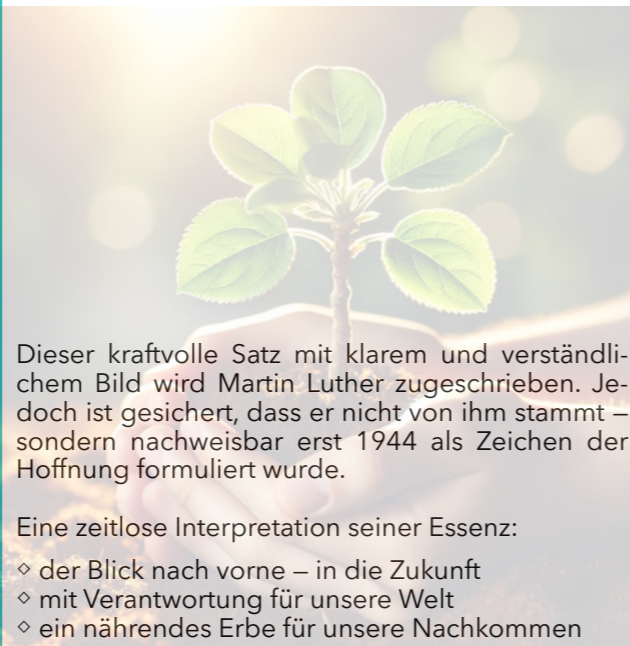 Dieser kraftvolle Satz mit klarem und verständli-
chem Bild wird Martin Luther zugeschrieben. Je-
doch ist gesichert, dass er nicht von ihm stammt –
sondern nachweisbar erst 1944 als Zeichen der
Hoffnung formuliert wurde.
Eine zeitlose Interpretation seiner Essenz:
⋄ der Blick nach vorne – in die Zukunft
⋄ mit Verantwortung für unsere Welt
⋄ ein nährendes Erbe für unsere Nachkommen